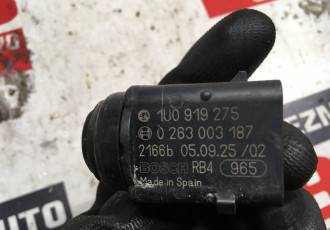 1U0 919 275
0 263 003 187
2166b 05.09.25 /02
BOSCH RB4 965
Made in Spain